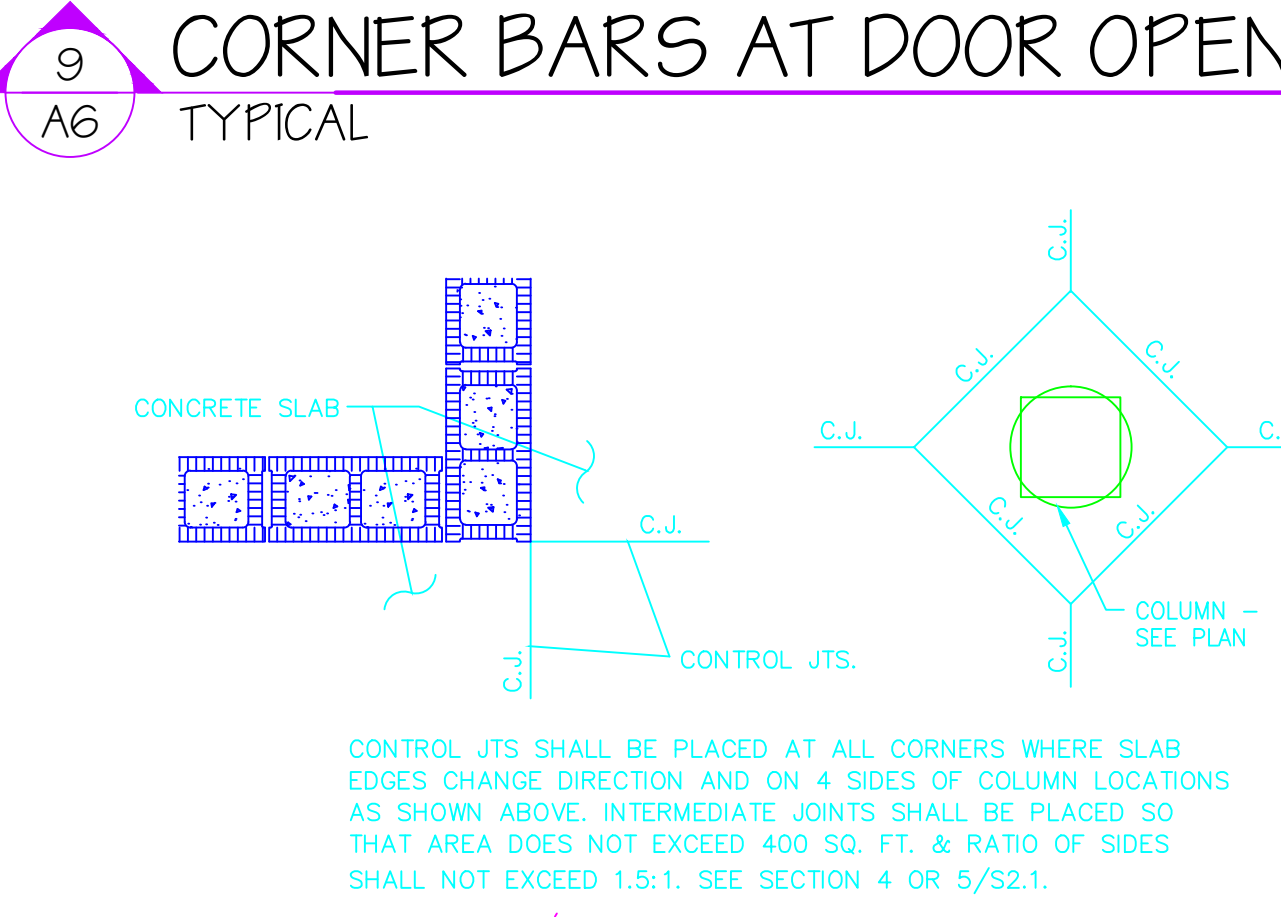 9
A6
CORNER BARS AT DOOR OPEN
TYPICAL
CONCRETE SLAB
C.J.
C.J.
CONTROL JTS.
C.J.
C.J.
C.J.
C.J.
C.
C.J.
C.J.
C.J.
COLUMN -
SEE PLAN
CONTROL JTS SHALL BE PLACED AT ALL CORNERS WHERE SLAB
EDGES CHANGE DIRECTION AND ON 4 SIDES OF COLUMN LOCATIONS
AS SHOWN ABOVE. INTERMEDIATE JOINTS SHALL BE PLACED SO
THAT AREA DOES NOT EXCEED 400 SQ. FT. & RATIO OF SIDES
SHALL NOT EXCEED 1.5:1. SEE SECTION 4 OR 5/S2.1.